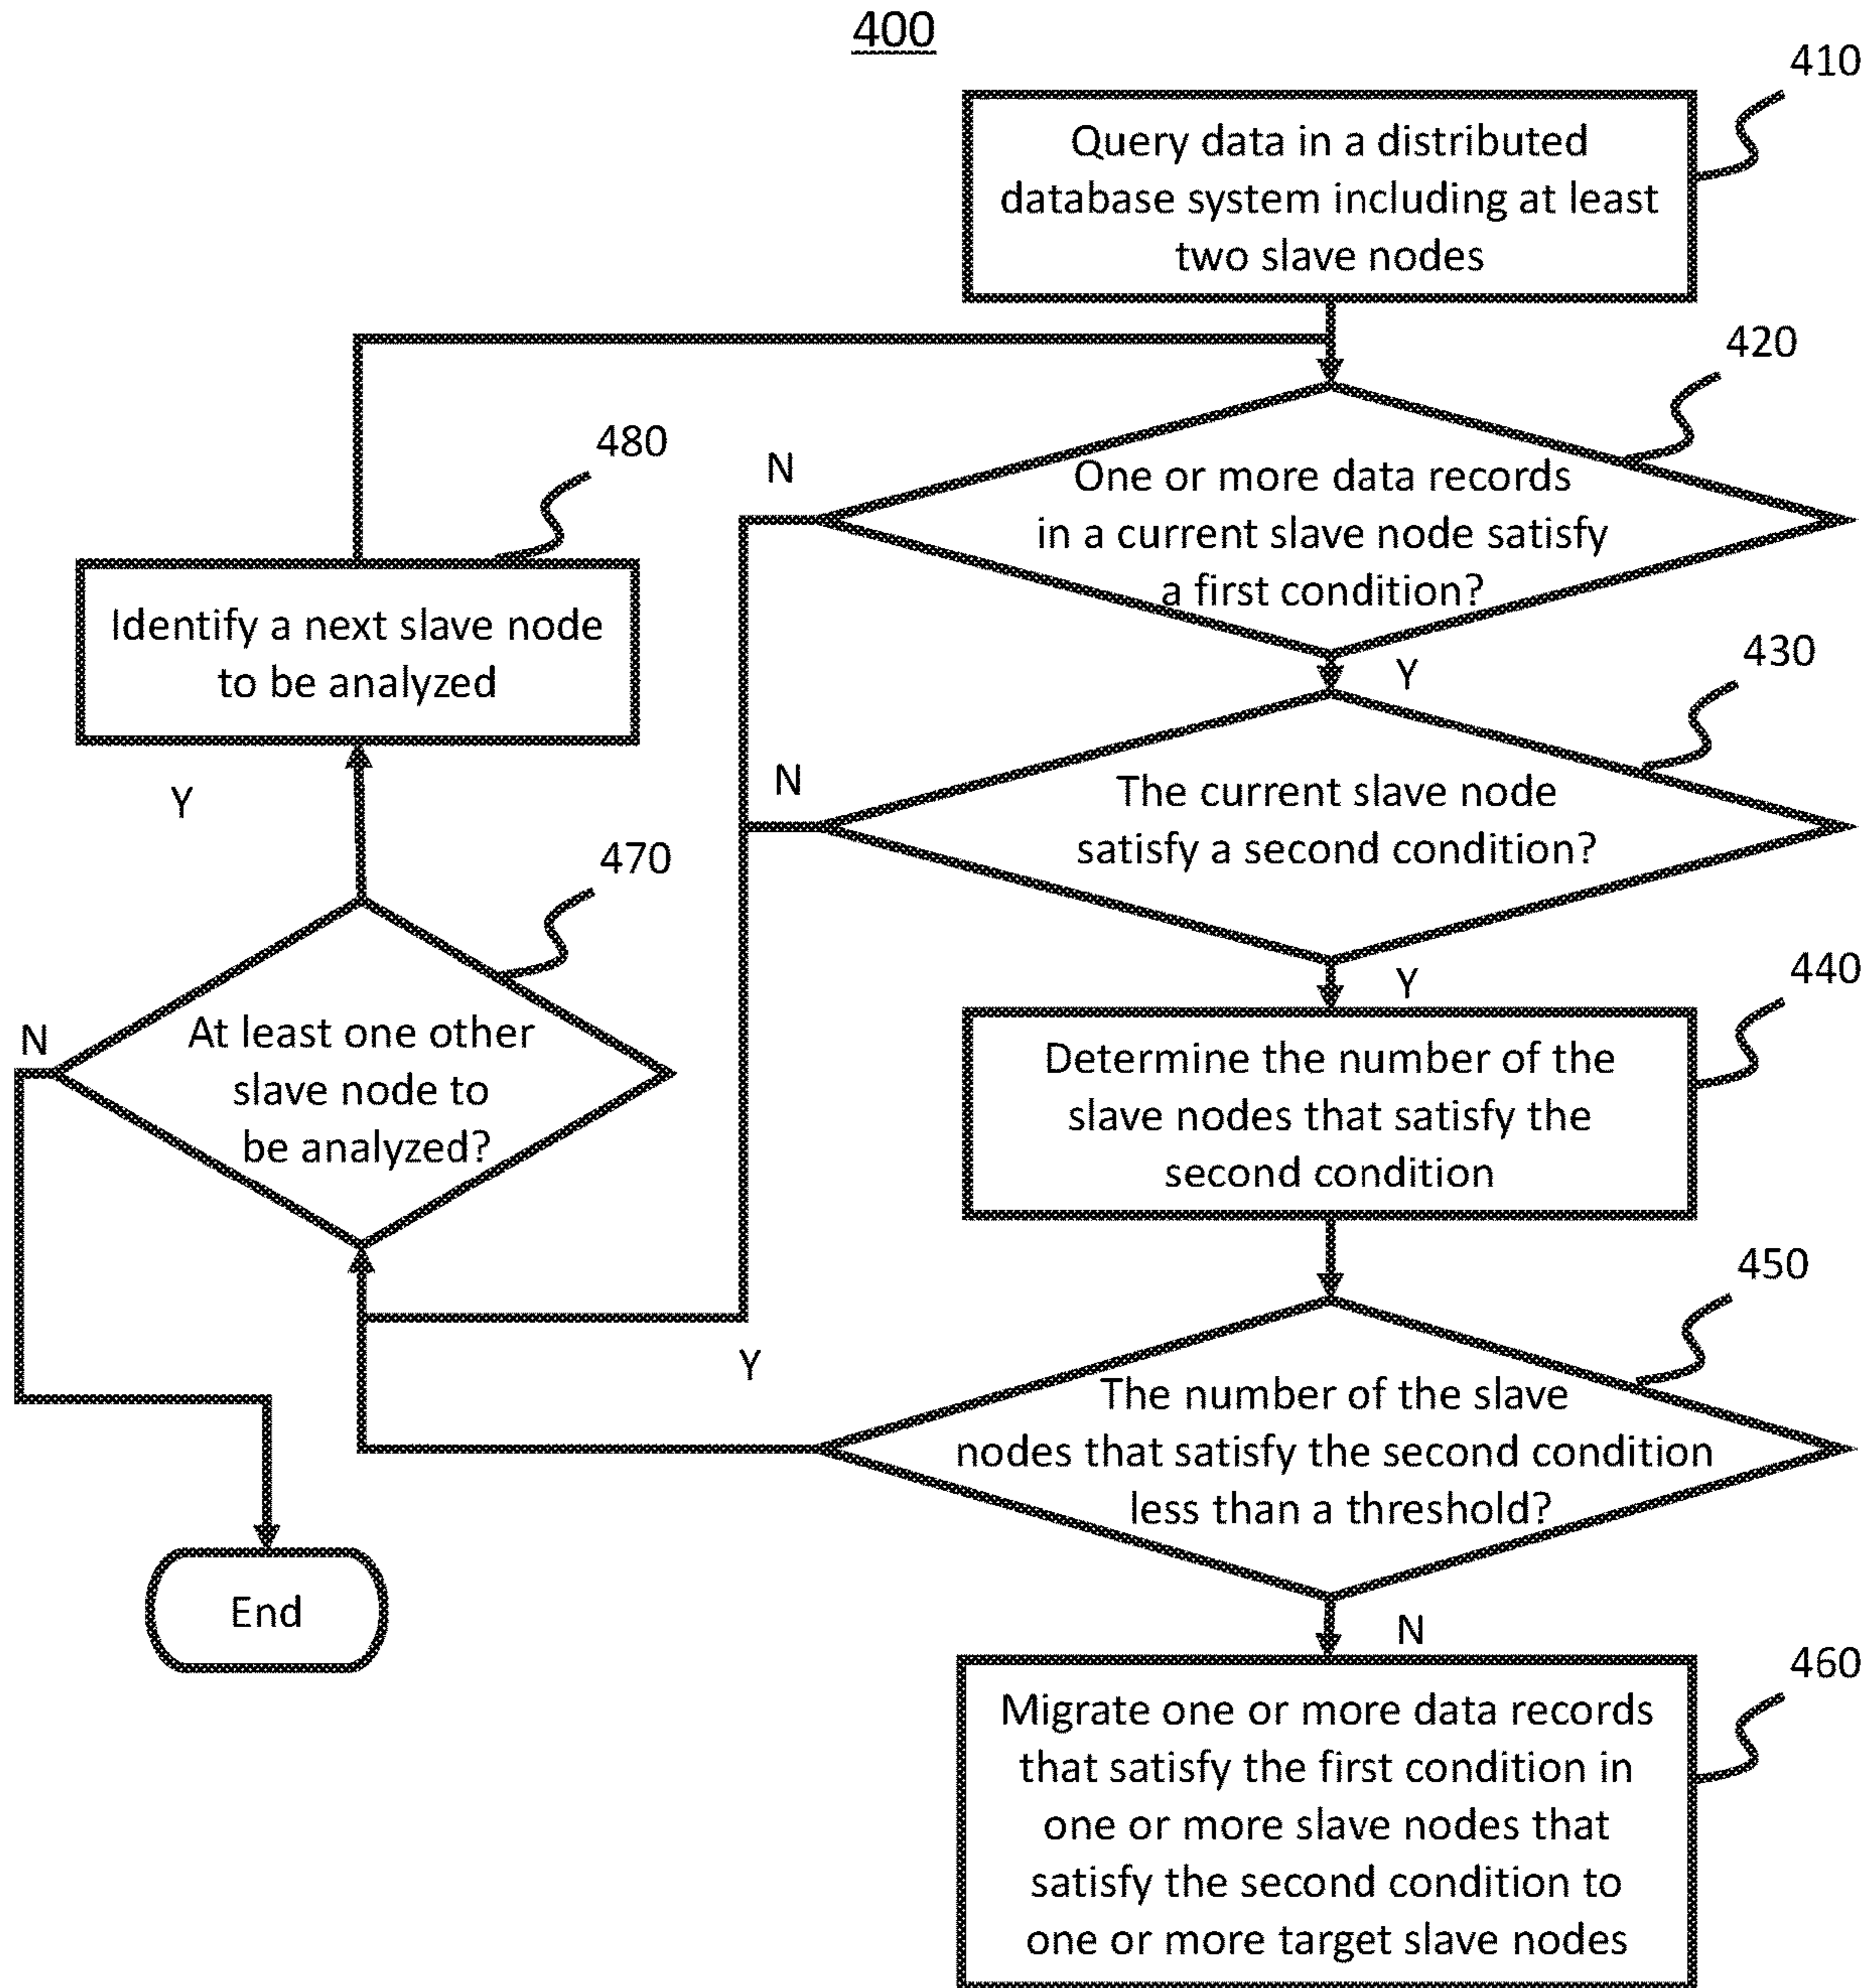 400
410
Query data in a distributed
database system including at least
two slave nodes
420
N
One or more data records
in a current slave node satisfy
a first condition?
Y
480
Identify a next slave node
to be analyzed
430
N
The current slave node
satisfy a second condition?
Y
Y
470
At least one other
slave node to
be analyzed?
N
440
Determine the number of the
slave nodes that satisfy the
second condition
450
Y
The number of the slave
nodes that satisfy the second condition
less than a threshold?
N
End
460
Migrate one or more data records
that satisfy the first condition in
one or more slave nodes that
satisfy the second condition to
one or more target slave nodes